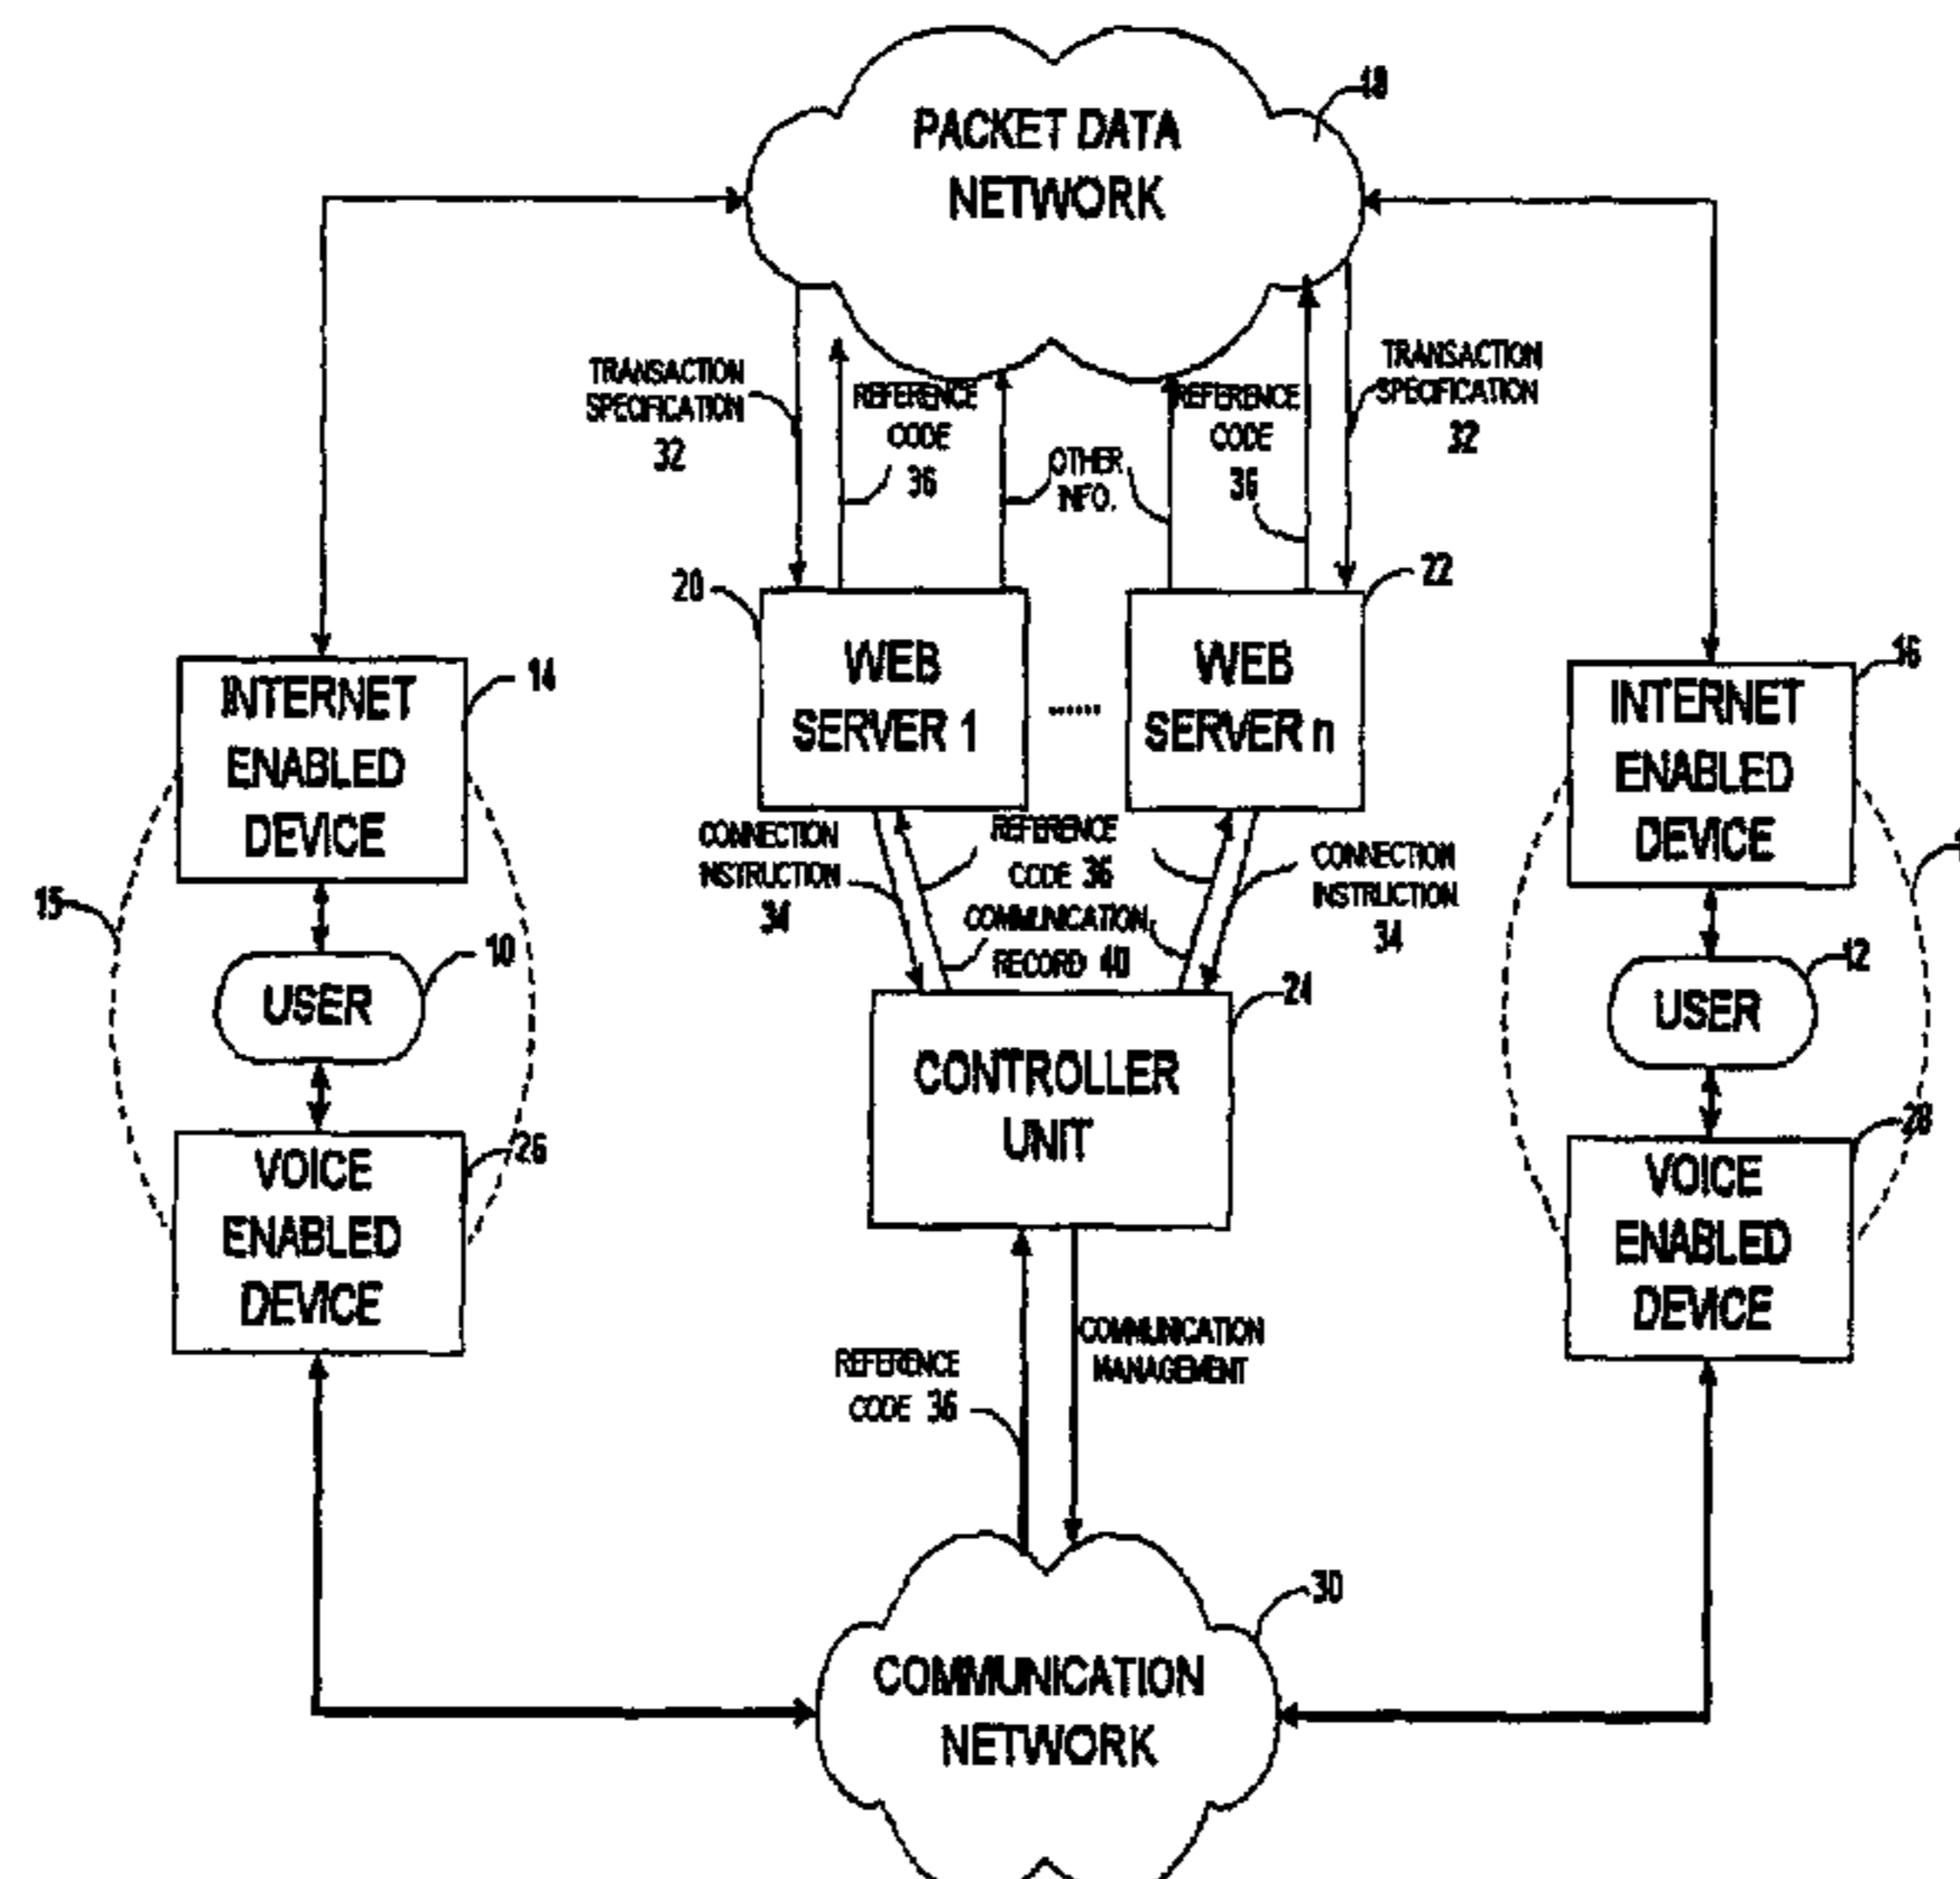 PACKET DATA
NETWORK
18
TRANSACTION
SPECIFICATION
32
REFERENCE
CODE
36
OTHER
INFO.
REFERENCE
CODE
36
TRANSACTION
SPECIFICATION
32
20
WEB
SERVER 1
......
22
WEB
SERVER n
14
INTERNET
ENABLED
DEVICE
16
INTERNET
ENABLED
DEVICE
CONNECTION
INSTRUCTION
34
REFERENCE
CODE 36
COMMUNICATION
RECORD 40
CONNECTION
INSTRUCTION
34
15
10
USER
12
USER
24
CONTROLLER
UNIT
26
VOICE
ENABLED
DEVICE
28
VOICE
ENABLED
DEVICE
REFERENCE
CODE 36
COMMUNICATION
MANAGEMENT
30
COMMUNICATION
NETWORK